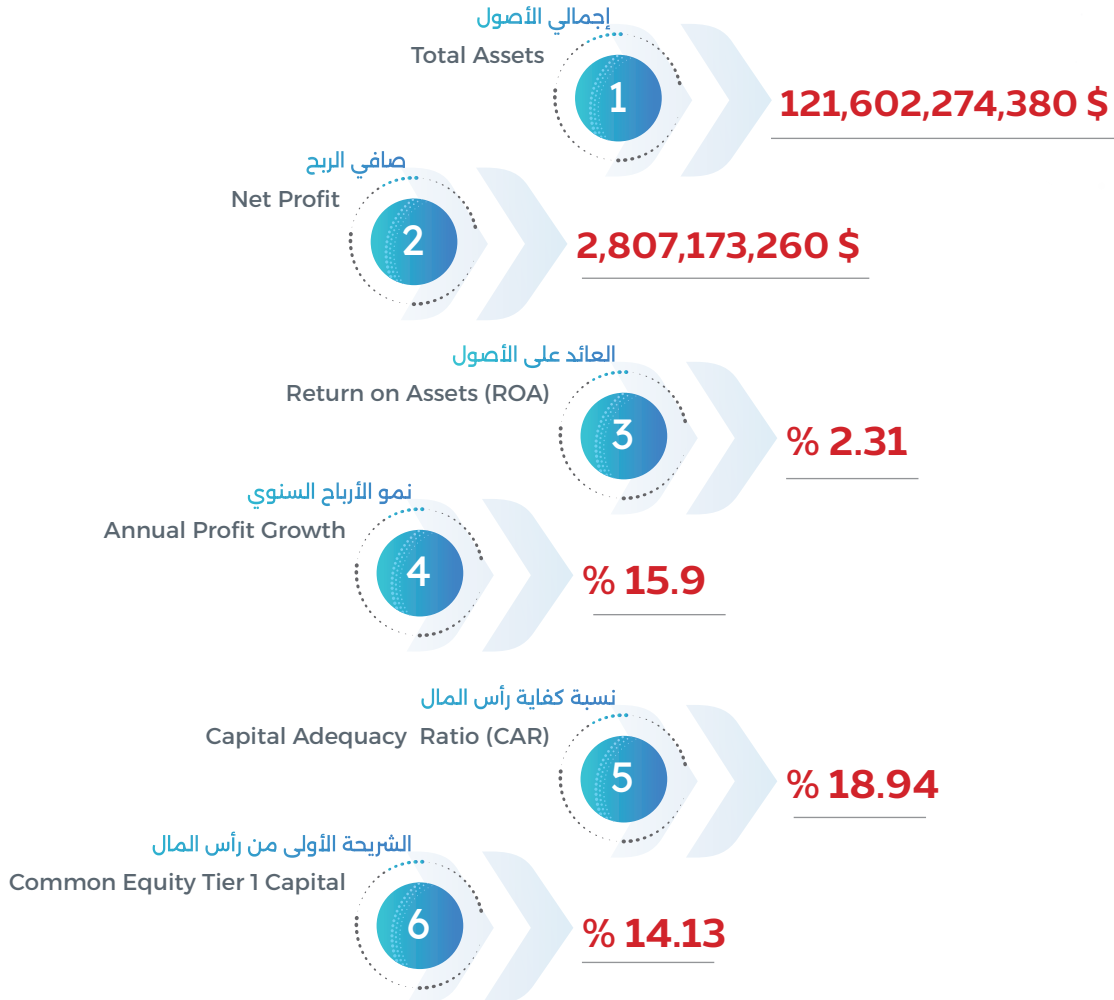 إجمالي الأصول
Total Assets
1
121,602,274,380 $
صافي الربح
Net Profit
2
2,807,173,260 $
العائد على الأصول
Return on Assets (ROA)
3
% 2.31
نمو الأرباح السنوي
Annual Profit Growth
4
% 15.9
نسبة كفاية رأس المال
Capital Adequacy Ratio (CAR)
5
% 18.94
الشريحة الأولى من رأس المال
Common Equity Tier 1 Capital
6
% 14.13